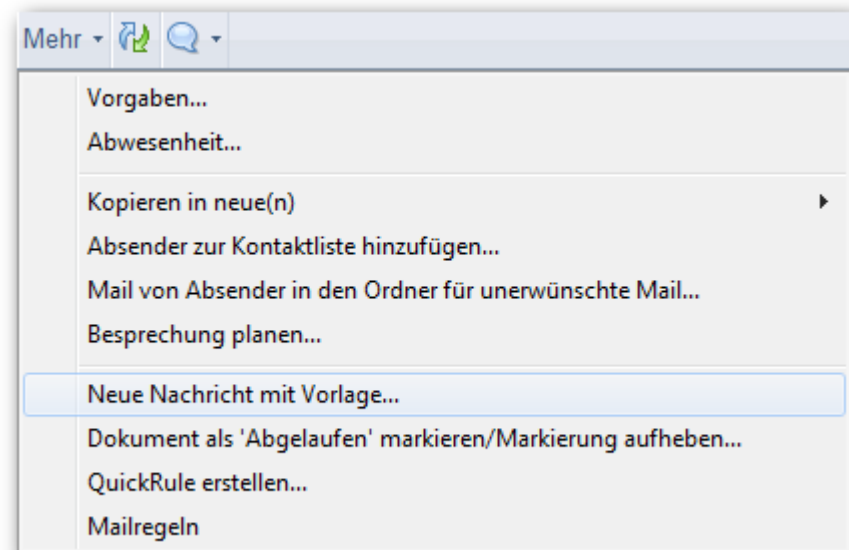 Mehr
Vorgaben...
Abwesenheit...
Kopieren in neue(n)
Absender zur Kontaktliste hinzufügen...
Mail von Absender in den Ordner für unerwünschte Mail...
Besprechung planen...
Neue Nachricht mit Vorlage...
Dokument als 'Abgelaufen' markieren/Markierung aufheben...
QuickRule erstellen...
Mailregeln